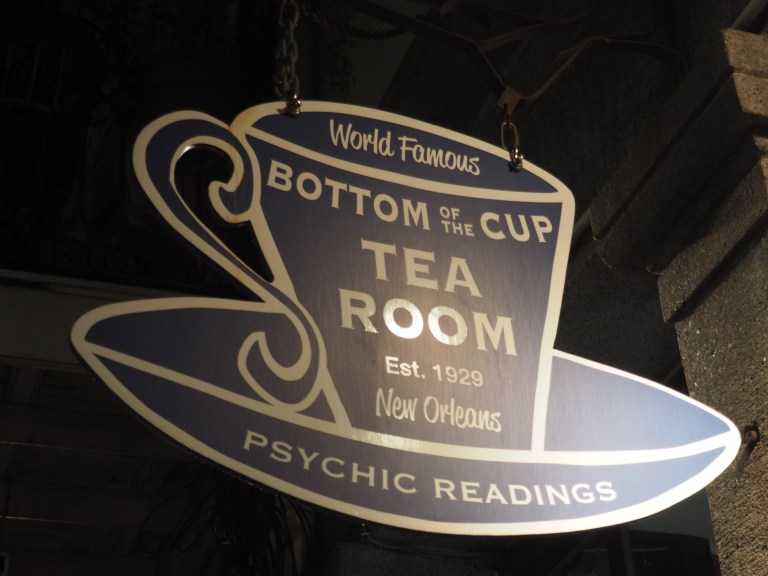 World Famous
BOTTOM OF THE CUP
TEA
ROOM
Est. 1929
New Orleans
PSYCHIC READINGS